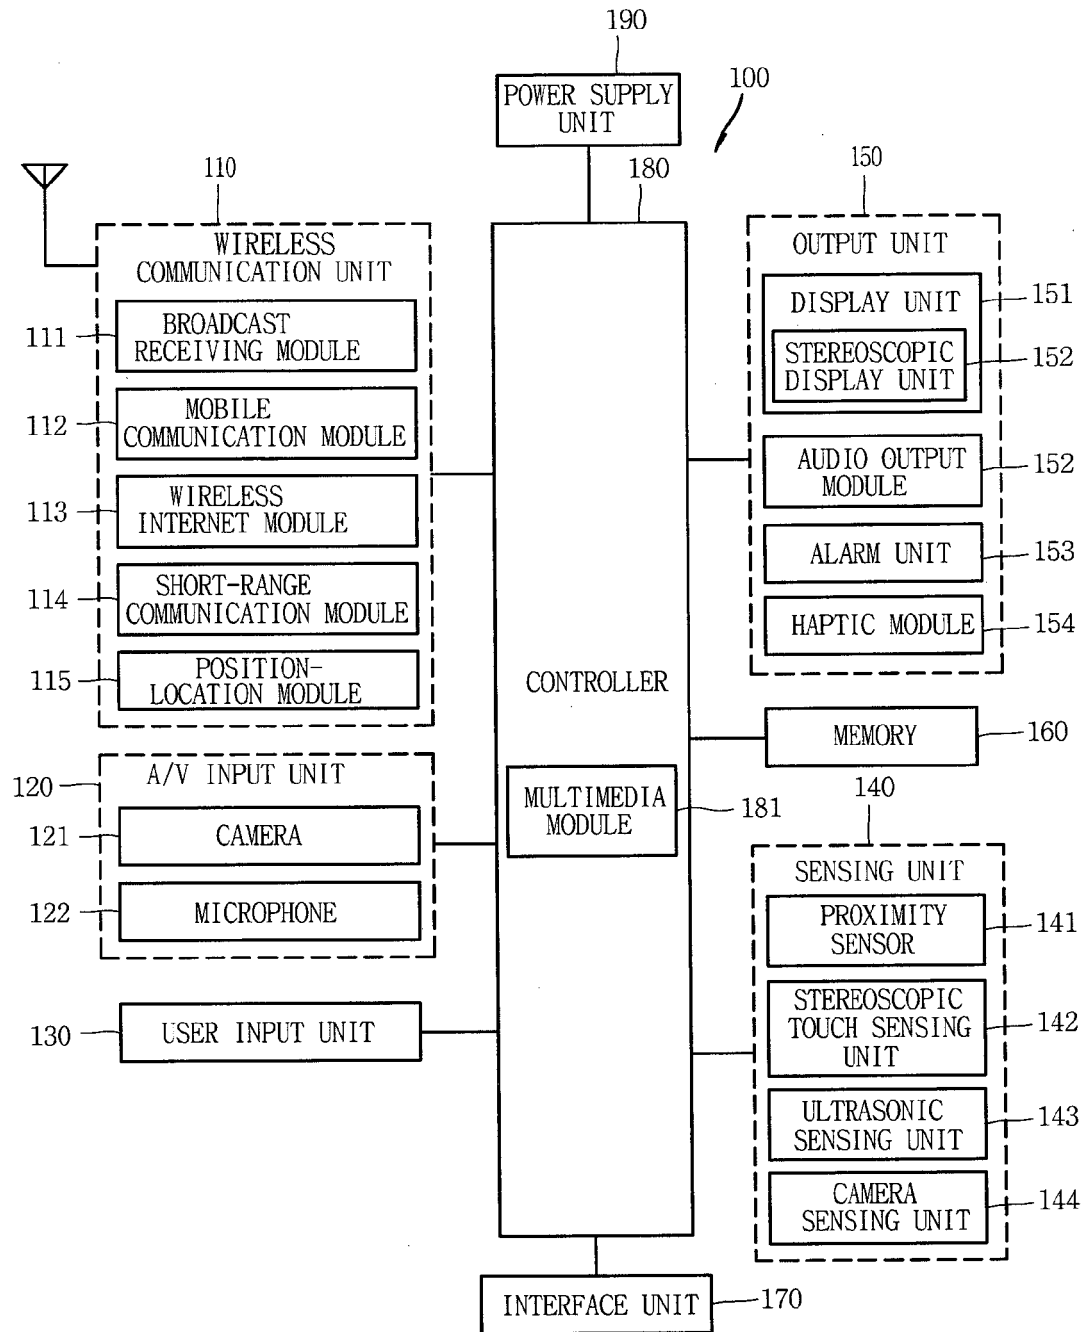 190
POWER SUPPLY
UNIT
100
110
180
150
WIRELESS
COMMUNICATION UNIT
111
BROADCAST
RECEIVING MODULE
112
MOBILE
COMMUNICATION MODULE
113
WIRELESS
INTERNET MODULE
114
SHORT-RANGE
COMMUNICATION MODULE
115
POSITION-
LOCATION MODULE
120
A/V INPUT UNIT
121
CAMERA
122
MICROPHONE
130
USER INPUT UNIT
CONTROLLER
MULTIMEDIA
MODULE
181
OUTPUT UNIT
DISPLAY UNIT
151
STEREOSCOPIC
DISPLAY UNIT
152
AUDIO OUTPUT
MODULE
152
ALARM UNIT
153
HAPTIC MODULE
154
MEMORY
160
140
SENSING UNIT
PROXIMITY
SENSOR
141
STEREOSCOPIC
TOUCH SENSING
UNIT
142
ULTRASONIC
SENSING UNIT
143
CAMERA
SENSING UNIT
144
INTERFACE UNIT
170